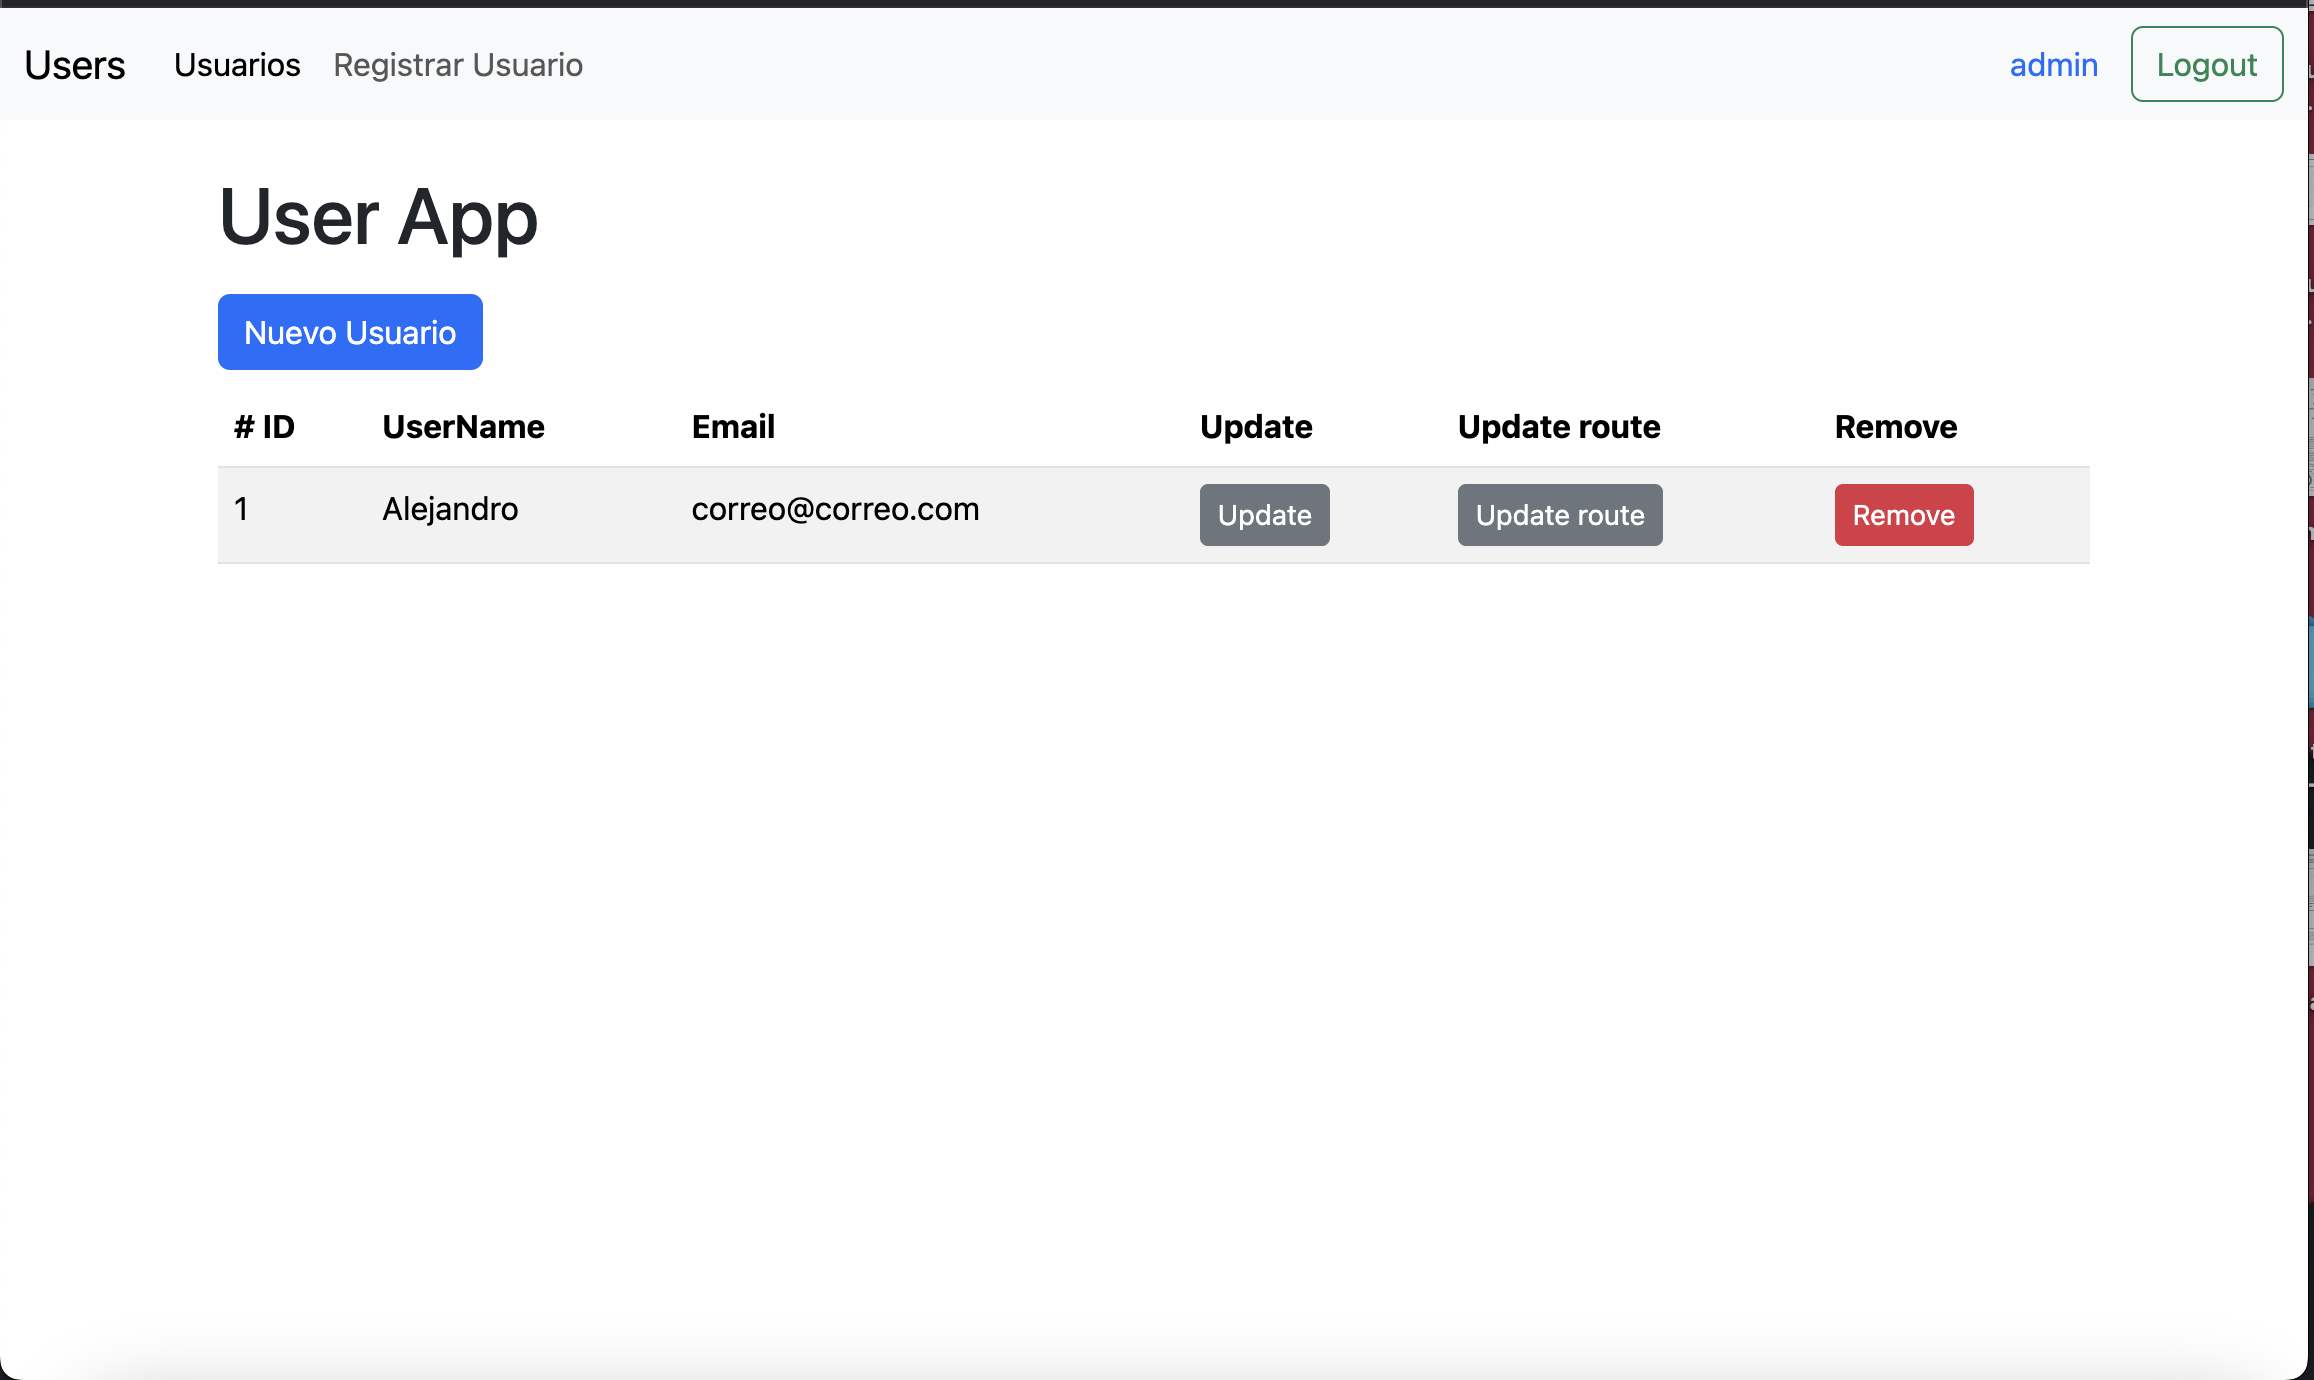 Users Usuarios Registrar Usuario admin Logout
User App
Nuevo Usuario
# ID UserName Email Update Update route Remove
1 Alejandro correo@correo.com Update Update route Remove